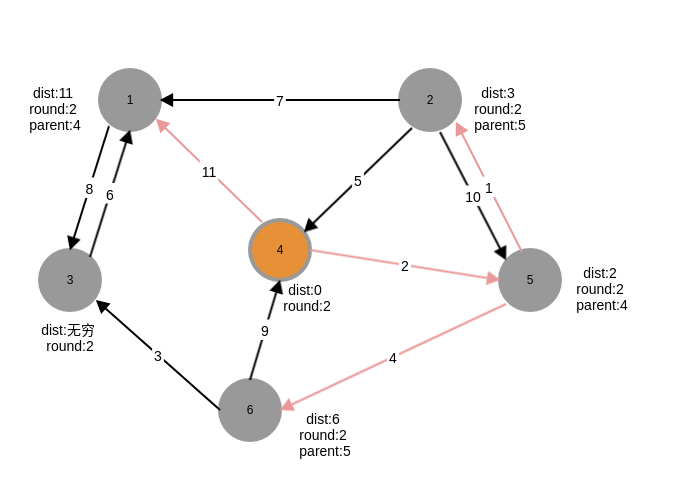 dist:11
round:2
parent:4
1
7
2
dist:3
round:2
parent:5
11
5
8
6
10
1
4
2
3
5
dist:2
round:2
parent:4
dist:0
round:2
dist:无穷
round:2
9
3
4
6
dist:6
round:2
parent:5